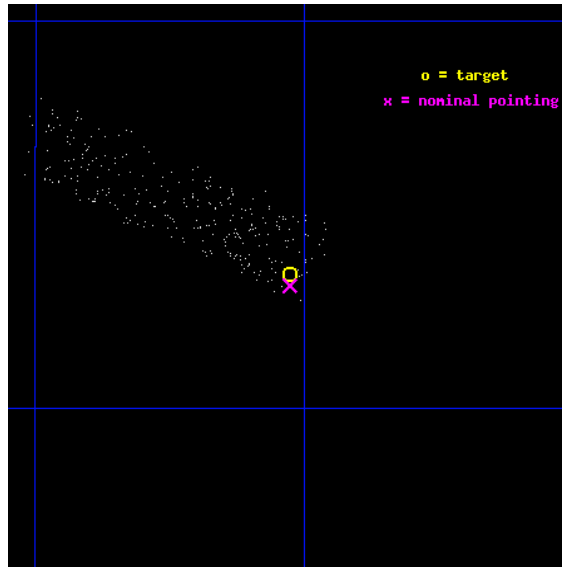 o = target
x = nominal pointing